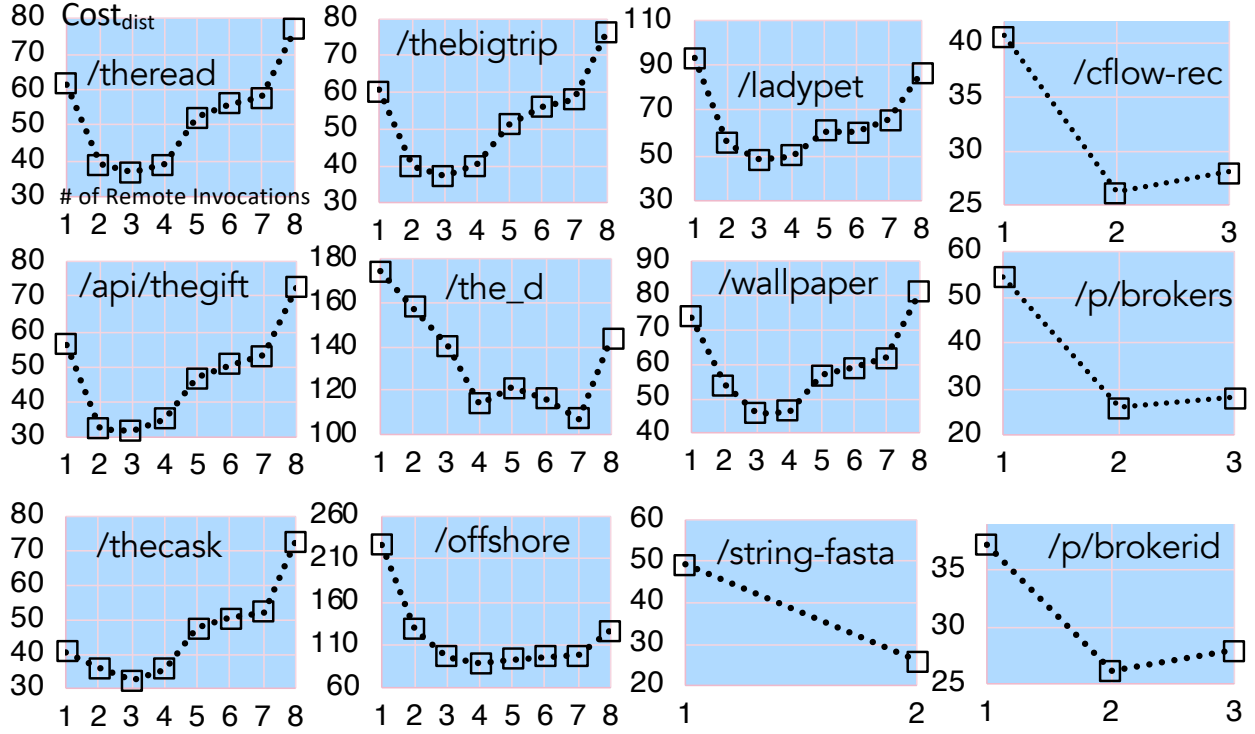 Cost_dist
80
70
60
50
40
30
/theread
# of Remote Invocations
1 2 3 4 5 6 7 8
80
70
60
50
40
30
/thebigtrip
1 2 3 4 5 6 7 8
110
90
70
50
30
/ladypet
1 2 3 4 5 6 7 8
40
35
30
25
/cflow-rec
1 2 3
80
70
60
50
40
30
/api/thegift
1 2 3 4 5 6 7 8
180
160
140
120
100
/the_d
1 2 3 4 5 6 7 8
90
80
70
60
50
40
/wallpaper
1 2 3 4 5 6 7 8
60
50
40
30
20
/p/brokers
1 2 3
80
70
60
50
40
30
/thecask
1 2 3 4 5 6 7 8
260
210
160
110
60
/offshore
1 2 3 4 5 6 7 8
60
50
40
30
20
/string-fasta
1 2
35
30
25
/p/brokerid
1 2 3